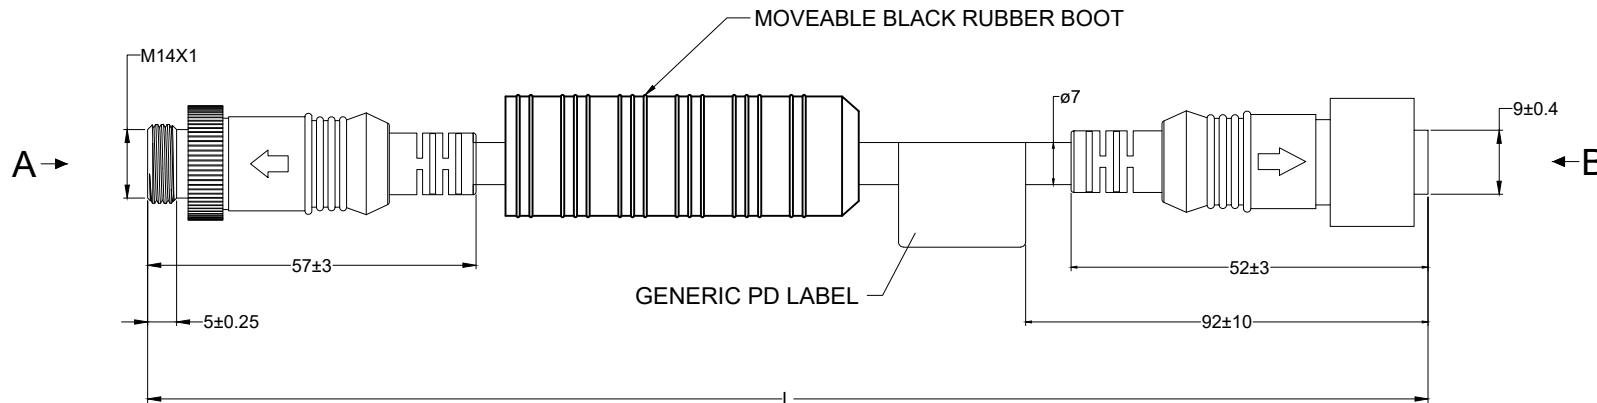 MOVEABLE BLACK RUBBER BOOT
M14X1
ø7
9±0.4
A
B
57±3
52±3
GENERIC PD LABEL
5±0.25
92±10
L